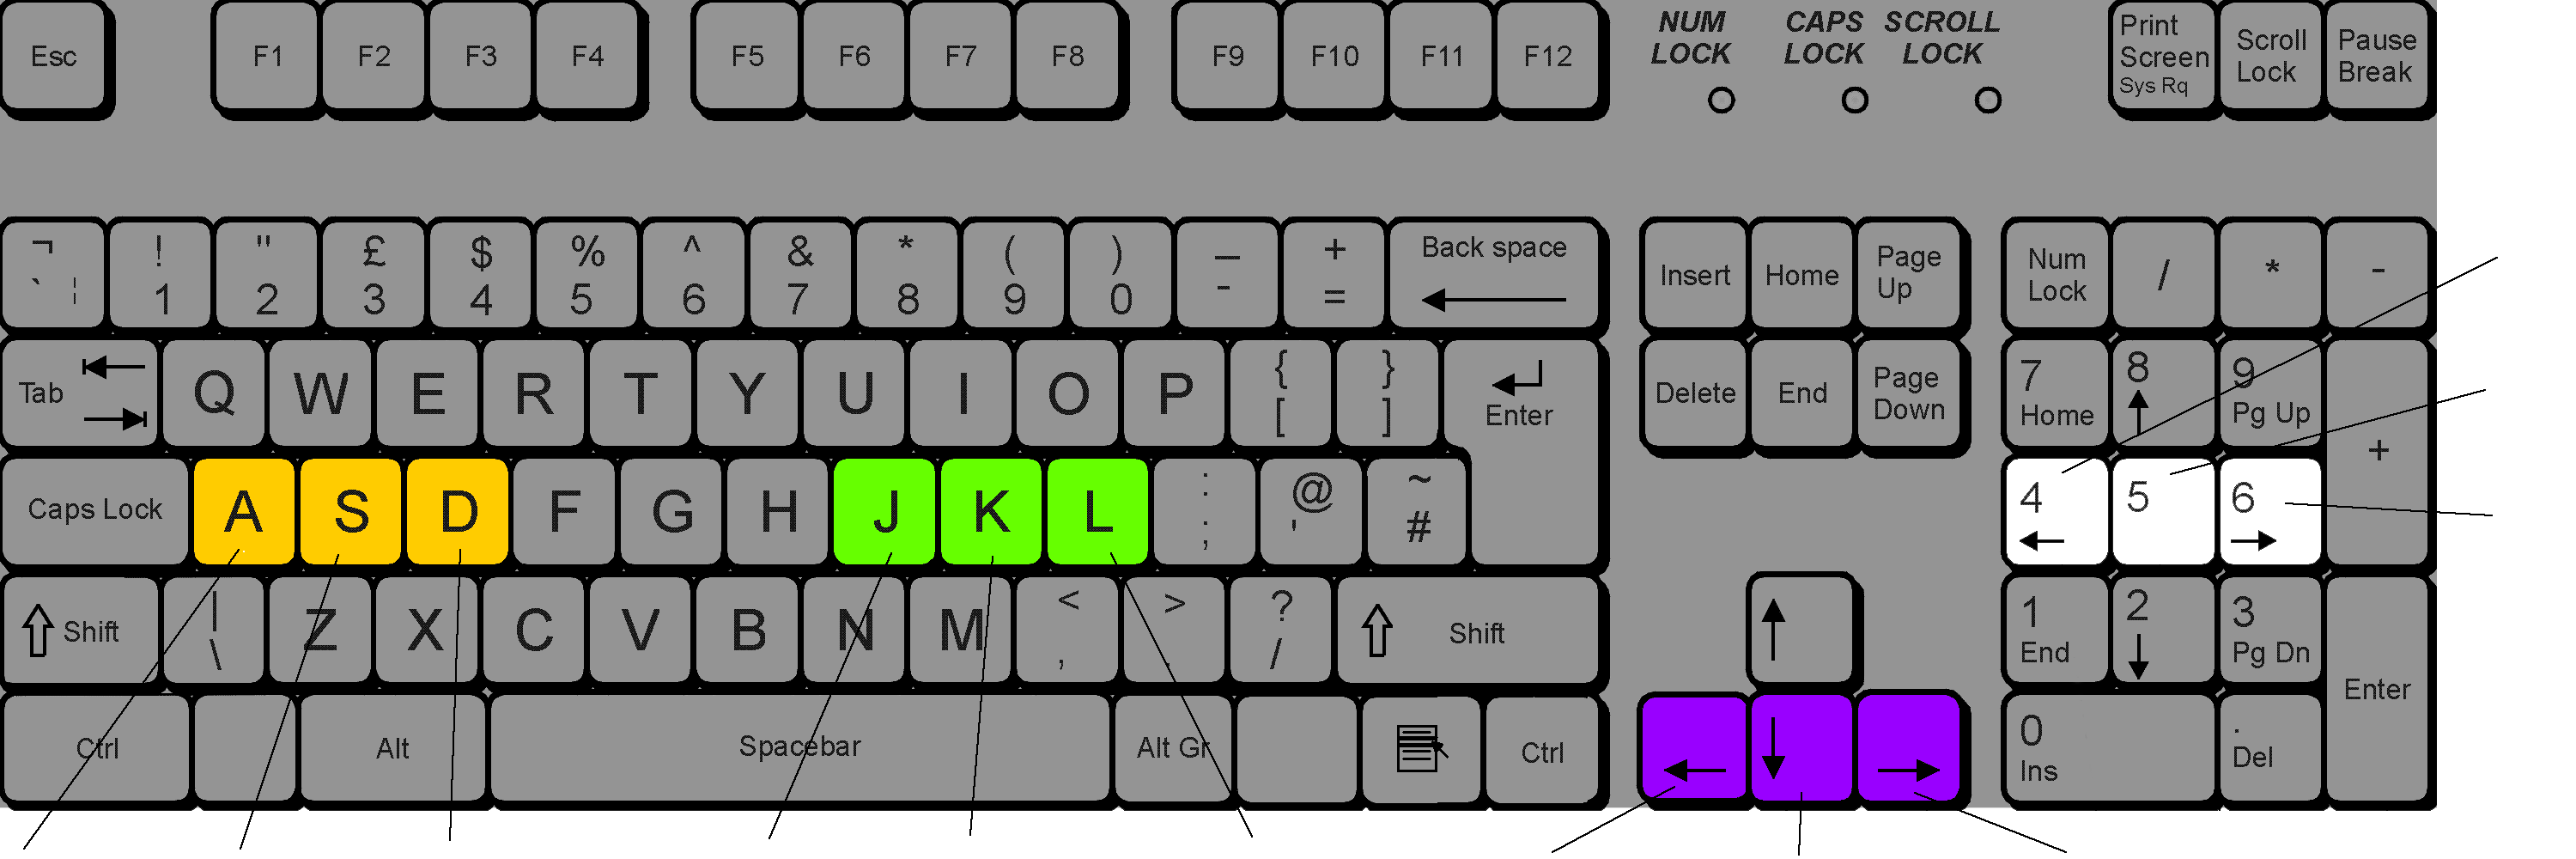 Esc F1 F2 F3 F4 F5 F6 F7 F8 F9 F10 F11 F12
NUM LOCK
CAPS LOCK
SCROLL LOCK
Print Screen Sys Rq
Scroll Lock
Pause Break
¬ ` ¦
! 1
" 2
£ 3
$ 4
% 5
^ 6
& 7
* 8
( 9
) 0
_ -
+ =
Back space
Insert Home Page Up
Num Lock / * -
Tab Q W E R T Y U I O P
{ [
} ]
Enter
Delete End Page Down
7 Home
8
9 Pg Up
+
Caps Lock A S D F G H J K L
: ;
@ '
~ #
4 5 6
Shift
| \
Z X C V B N M
< ,
> .
? /
Shift
1 End
2
3 Pg Dn
Enter
Ctrl Alt Spacebar Alt Gr Ctrl
0 Ins
. Del